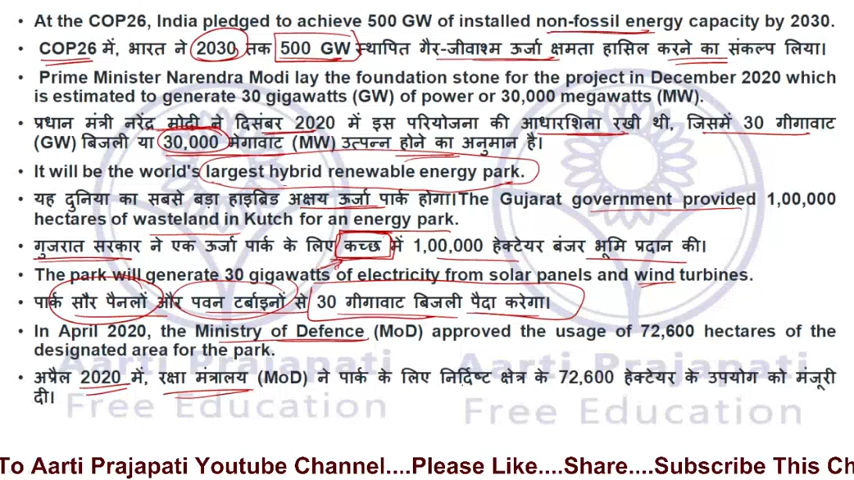 • At the COP26, India pledged to achieve 500 GW of installed non-fossil energy capacity by 2030.
• COP26 में, भारत ने 2030 तक 500 GW स्थापित गैर-जीवाश्म ऊर्जा क्षमता हासिल करने का संकल्प लिया।
• Prime Minister Narendra Modi lay the foundation stone for the project in December 2020 which
is estimated to generate 30 gigawatts (GW) of power or 30,000 megawatts (MW).
• प्रधान मंत्री नरेंद्र मोदी ने दिसंबर 2020 में इस परियोजना की आधारशिला रखी थी, जिसमें 30 गीगावाट
(GW) बिजली या 30,000 मेगावाट (MW) उत्पन्न होने का अनुमान है।
• It will be the world's largest hybrid renewable energy park.
• यह दुनिया का सबसे बड़ा हाइब्रिड अक्षय ऊर्जा पार्क होगा।The Gujarat government provided 1,00,000
hectares of wasteland in Kutch for an energy park.
• गुजरात सरकार ने एक ऊर्जा पार्क के लिए कच्छ में 1,00,000 हेक्टेयर बंजर भूमि प्रदान की।
• The park will generate 30 gigawatts of electricity from solar panels and wind turbines.
• पार्क सौर पैनलों और पवन टर्बाइनों से 30 गीगावाट बिजली पैदा करेगा।
• In April 2020, the Ministry of Defence (MoD) approved the usage of 72,600 hectares of the
designated area for the park.
• अप्रैल 2020 में, रक्षा मंत्रालय (MoD) ने पार्क के लिए निर्दिष्ट क्षेत्र के 72,600 हेक्टेयर के उपयोग को मंजूरी
दी।
Aarti Prajapati Aarti Prajapati
Free Education Free Education
To Aarti Prajapati Youtube Channel....Please Like....Share....Subscribe This Ch